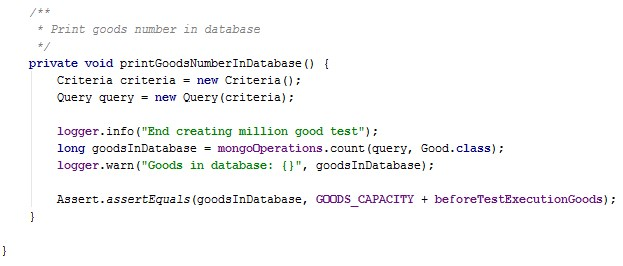 /**
* Print goods number in database
*/
private void printGoodsNumberInDatabase() {
Criteria criteria = new Criteria();
Query query = new Query(criteria);
logger.info("End creating million good test");
long goodsInDatabase = mongoOperations.count(query, Good.class);
logger.warn("Goods in database: {}", goodsInDatabase);
Assert.assertEquals(goodsInDatabase, GOODS_CAPACITY + beforeTestExecutionGoods);
}
}